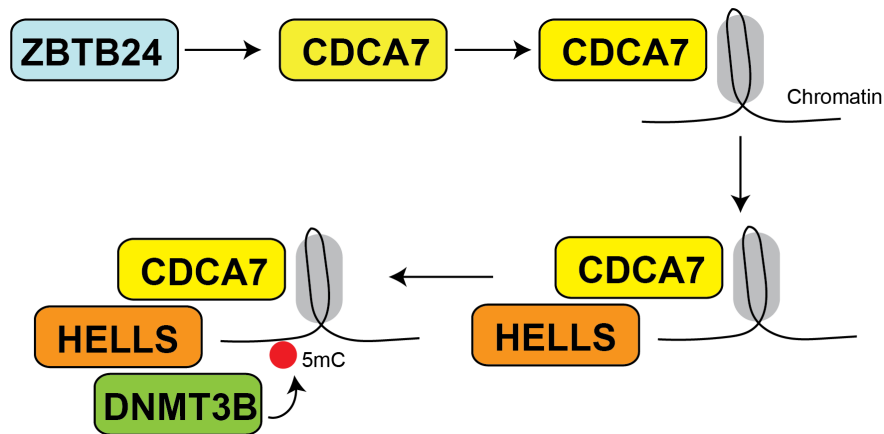 ZBTB24
CDCA7
CDCA7
Chromatin
CDCA7
HELLS
CDCA7
HELLS
5mC
DNMT3B